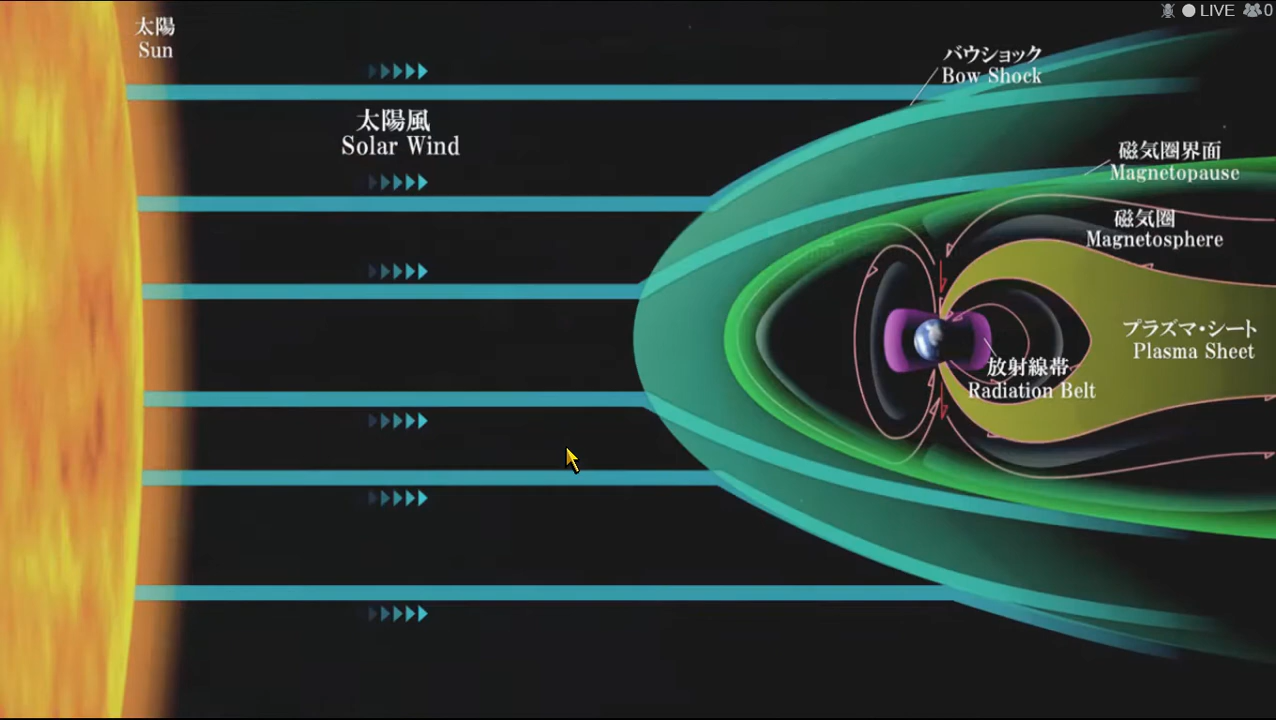 LIVE 0
太陽
Sun
バウショック
Bow Shock
太陽風
Solar Wind
磁気圏界面
Magnetopause
磁気圏
Magnetosphere
プラズマ・シート
Plasma Sheet
放射線帯
Radiation Belt